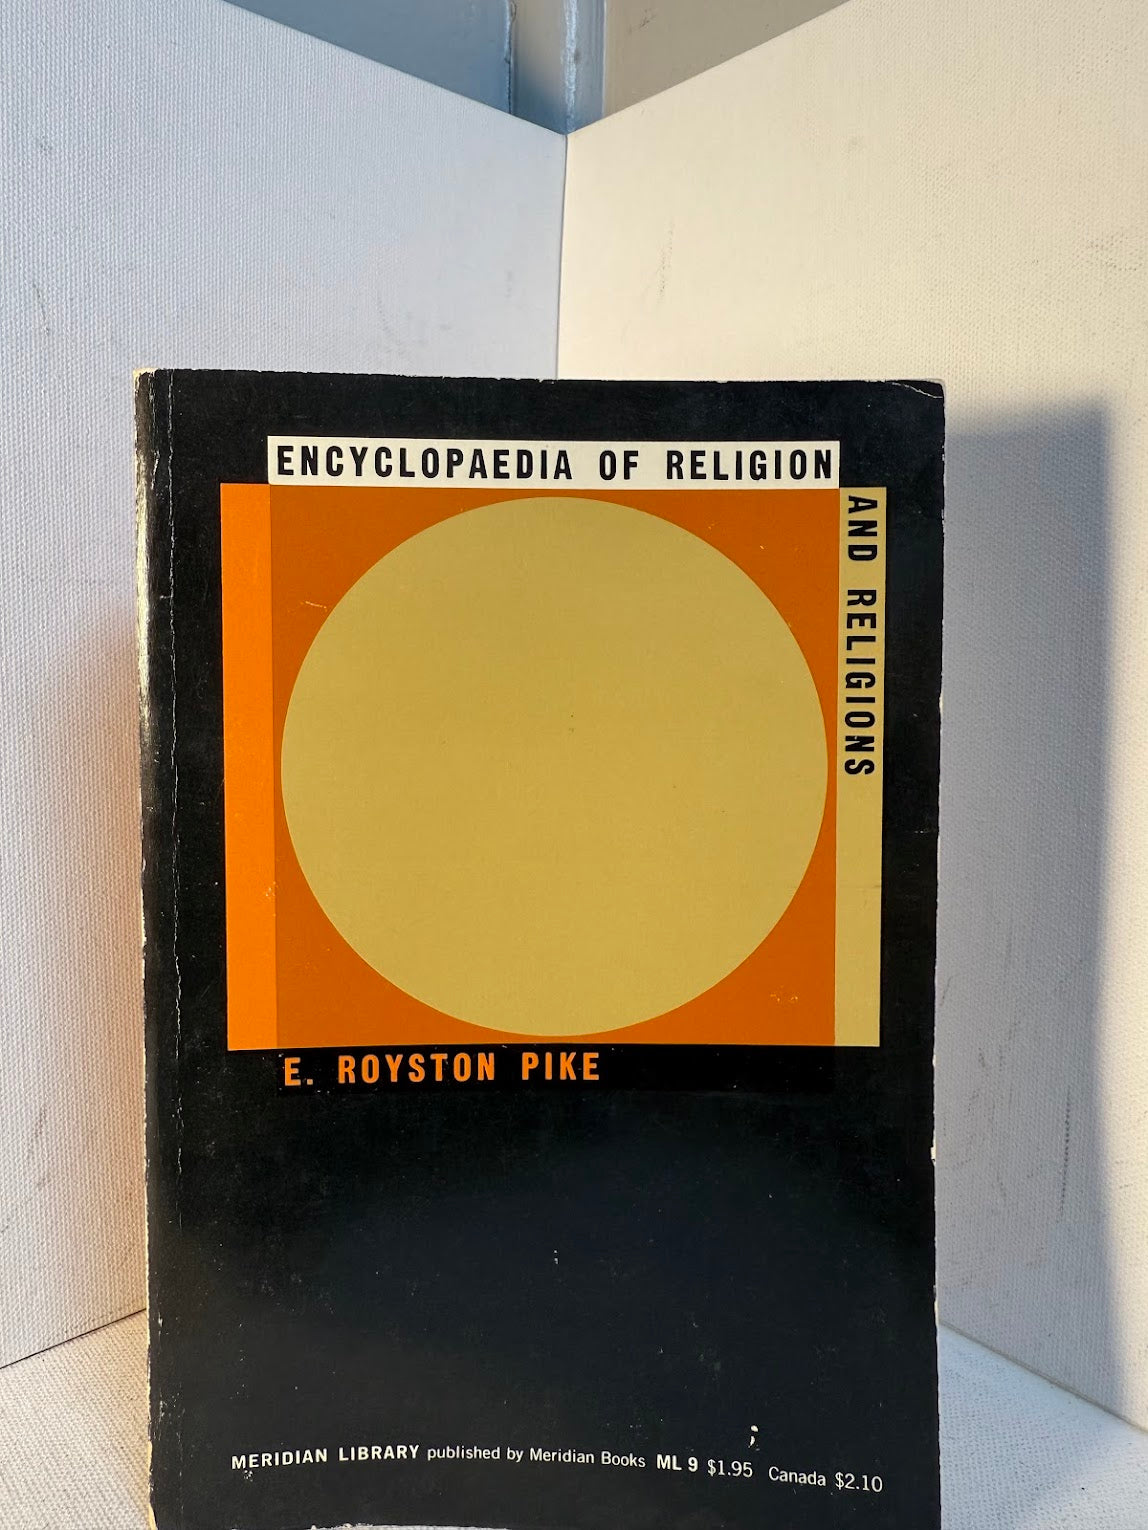 ENCYCLOPAEDIA OF RELIGION
AND RELIGIONS
E. ROYSTON PIKE
MERIDIAN LIBRARY published by Meridian Books ML 9 $1.95 Canada $2.10